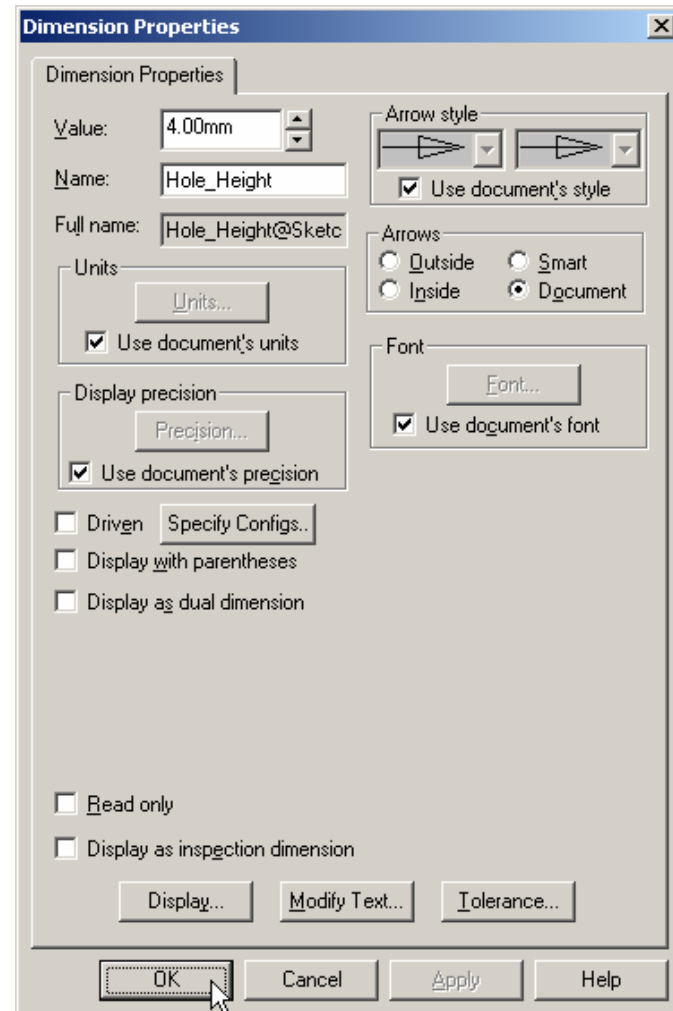 Dimension Properties
Dimension Properties
Value: 4.00mm
Name: Hole_Height
Full name: Hole_Height@Sketc
Units
Units...
Use document's units
Display precision
Precision...
Use document's precision
Driven Specify Configs..
Display with parentheses
Display as dual dimension
Arrow style
Use document's style
Arrows
Outside Smart
Inside Document
Font
Font...
Use document's font
Read only
Display as inspection dimension
Display... Modify Text... Tolerance...
OK Cancel Apply Help